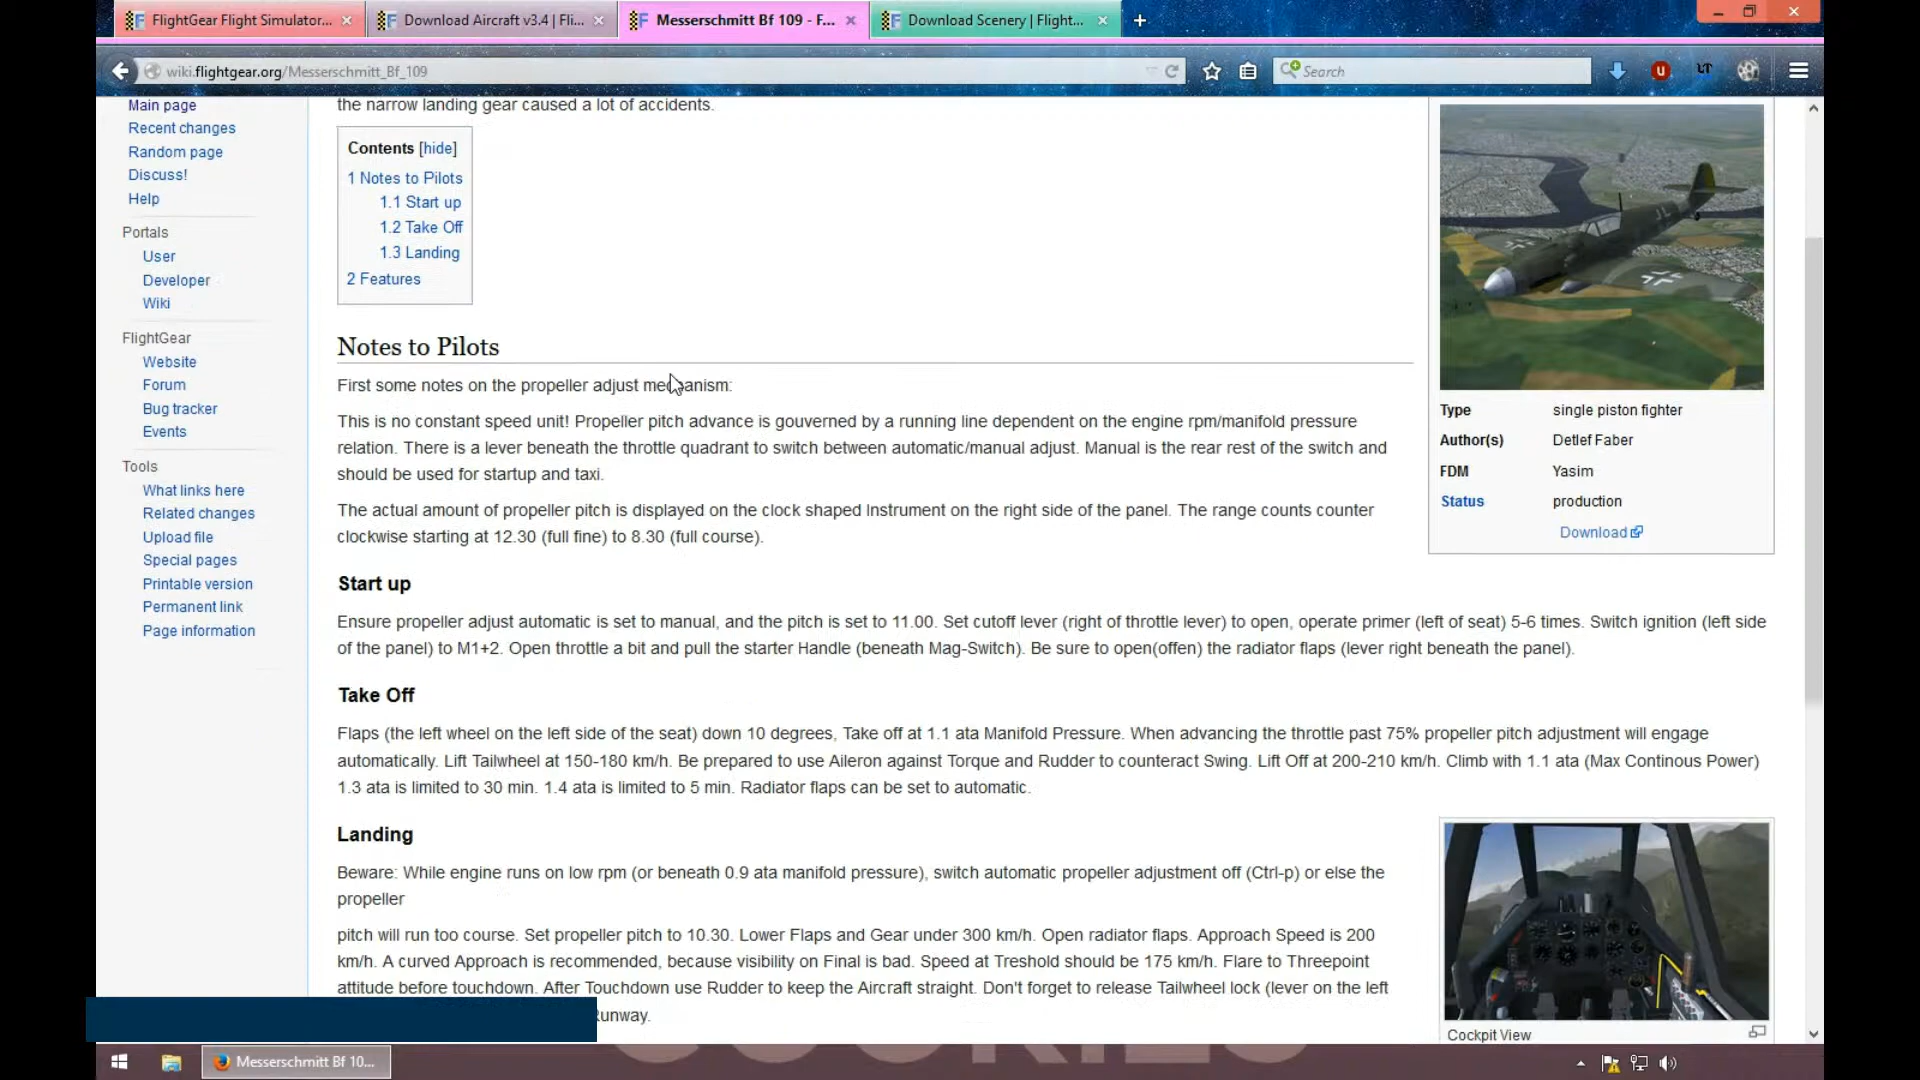 FlightGear Flight Simulator...
Download Aircraft v3.4 | Fli...
Messerschmitt Bf 109 - F...
Download Scenery | Flight...
wiki.flightgear.org/Messerschmitt_Bf_109
Search
Main page
Recent changes
Random page
Discuss!
Help
Portals
User
Developer
Wiki
FlightGear
Website
Forum
Bug tracker
Events
Tools
What links here
Related changes
Upload file
Special pages
Printable version
Permanent link
Page information
the narrow landing gear caused a lot of accidents.
Contents [hide]
1 Notes to Pilots
1.1 Start up
1.2 Take Off
1.3 Landing
2 Features
Notes to Pilots
First some notes on the propeller adjust mechanism:
This is no constant speed unit! Propeller pitch advance is gouverned by a running line dependent on the engine rpm/manifold pressure
relation. There is a lever beneath the throttle quadrant to switch between automatic/manual adjust. Manual is the rear rest of the switch and
should be used for startup and taxi.
The actual amount of propeller pitch is displayed on the clock shaped Instrument on the right side of the panel. The range counts counter
clockwise starting at 12.30 (full fine) to 8.30 (full course).
Start up
Ensure propeller adjust automatic is set to manual, and the pitch is set to 11.00. Set cutoff lever (right of throttle lever) to open, operate primer (left of seat) 5-6 times. Switch ignition (left side
of the panel) to M1+2. Open throttle a bit and pull the starter Handle (beneath Mag-Switch). Be sure to open(offen) the radiator flaps (lever right beneath the panel).
Take Off
Flaps (the left wheel on the left side of the seat) down 10 degrees, Take off at 1.1 ata Manifold Pressure. When advancing the throttle past 75% propeller pitch adjustment will engage
automatically. Lift Tailwheel at 150-180 km/h. Be prepared to use Aileron against Torque and Rudder to counteract Swing. Lift Off at 200-210 km/h. Climb with 1.1 ata (Max Continous Power)
1.3 ata is limited to 30 min. 1.4 ata is limited to 5 min. Radiator flaps can be set to automatic.
Landing
Beware: While engine runs on low rpm (or beneath 0.9 ata manifold pressure), switch automatic propeller adjustment off (Ctrl-p) or else the
propeller
pitch will run too course. Set propeller pitch to 10.30. Lower Flaps and Gear under 300 km/h. Open radiator flaps. Approach Speed is 200
km/h. A curved Approach is recommended, because visibility on Final is bad. Speed at Treshold should be 175 km/h. Flare to Threepoint
attitude before touchdown. After Touchdown use Rudder to keep the Aircraft straight. Don't forget to release Tailwheel lock (lever on the left
Runway.
Type single piston fighter
Author(s) Detlef Faber
FDM Yasim
Status production
Download
Cockpit View
Messerschmitt Bf 10...